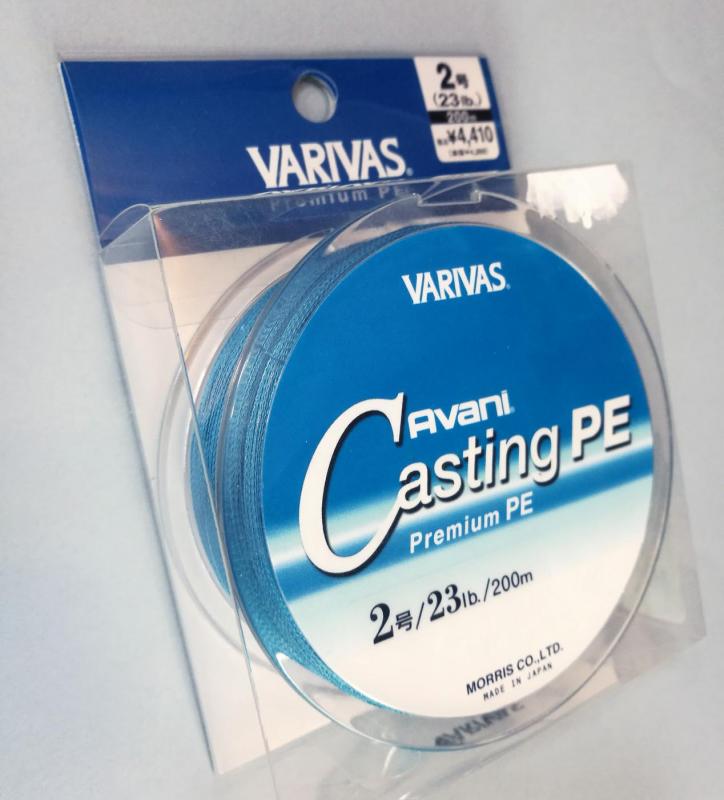 2号
(23lb.)
200m
¥4,410
VARIVAS®
Premium PE
VARIVAS®
Avani®
Casting PE
Premium PE
2号/23lb./200m
MORRIS CO.,LTD.
MADE IN JAPAN